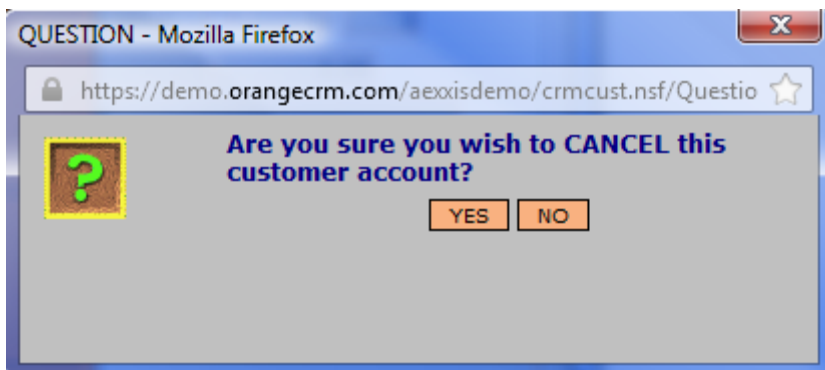 QUESTION - Mozilla Firefox
https://demo.orangecrm.com/aexxisdemo/crmcust.nsf/Questio
Are you sure you wish to CANCEL this
customer account?
YES NO